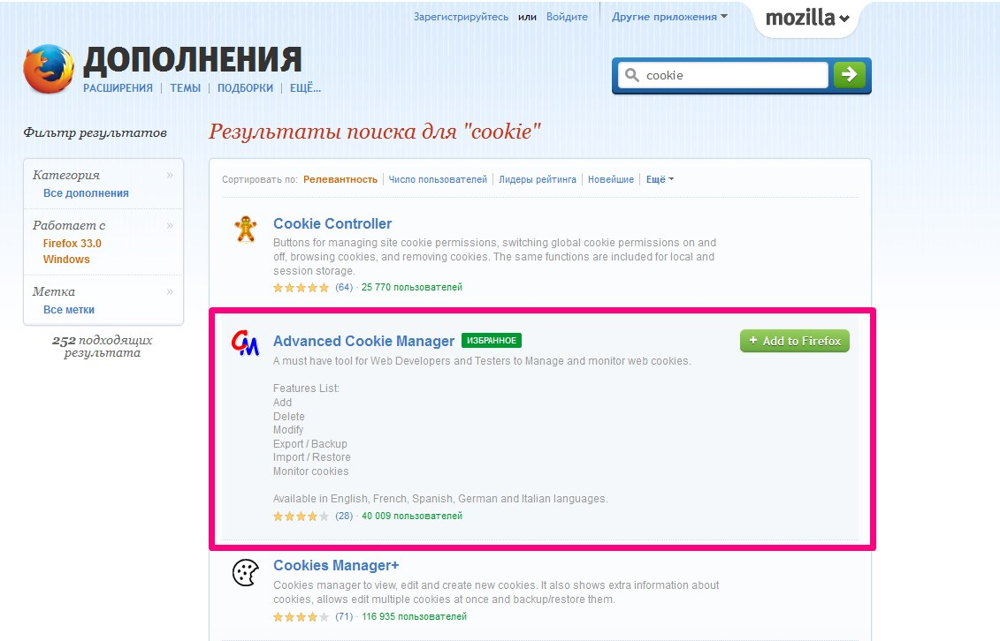 Зарегистрируйтесь или Войдите Другие приложения mozilla
ДОПОЛНЕНИЯ
РАСШИРЕНИЯ ТЕМЫ ПОДБОРКИ ЕЩЁ...
cookie
Фильтр результатов
Категория »
Все дополнения
Работает с »
Firefox 33.0
Windows
Метка »
Все метки
252 подходящих
результата
Результаты поиска для "cookie"
Сортировать по: Релевантность Число пользователей Лидеры рейтинга Новейшие Ещё
Cookie Controller
Buttons for managing site cookie permissions, switching global cookie permissions on and
off, browsing cookies, and removing cookies. The same functions are included for local and
session storage.
(64) · 25 770 пользователей
Advanced Cookie Manager ИЗБРАННОЕ + Add to Firefox
A must have tool for Web Developers and Testers to Manage and monitor web cookies.
Features List:
Add
Delete
Modify
Export / Backup
Import / Restore
Monitor cookies
Available in English, French, Spanish, German and Italian languages.
(28) · 40 009 пользователей
Cookies Manager+
Cookies manager to view, edit and create new cookies. It also shows extra information about
cookies, allows edit multiple cookies at once and backup/restore them.
(71) · 116 935 пользователей